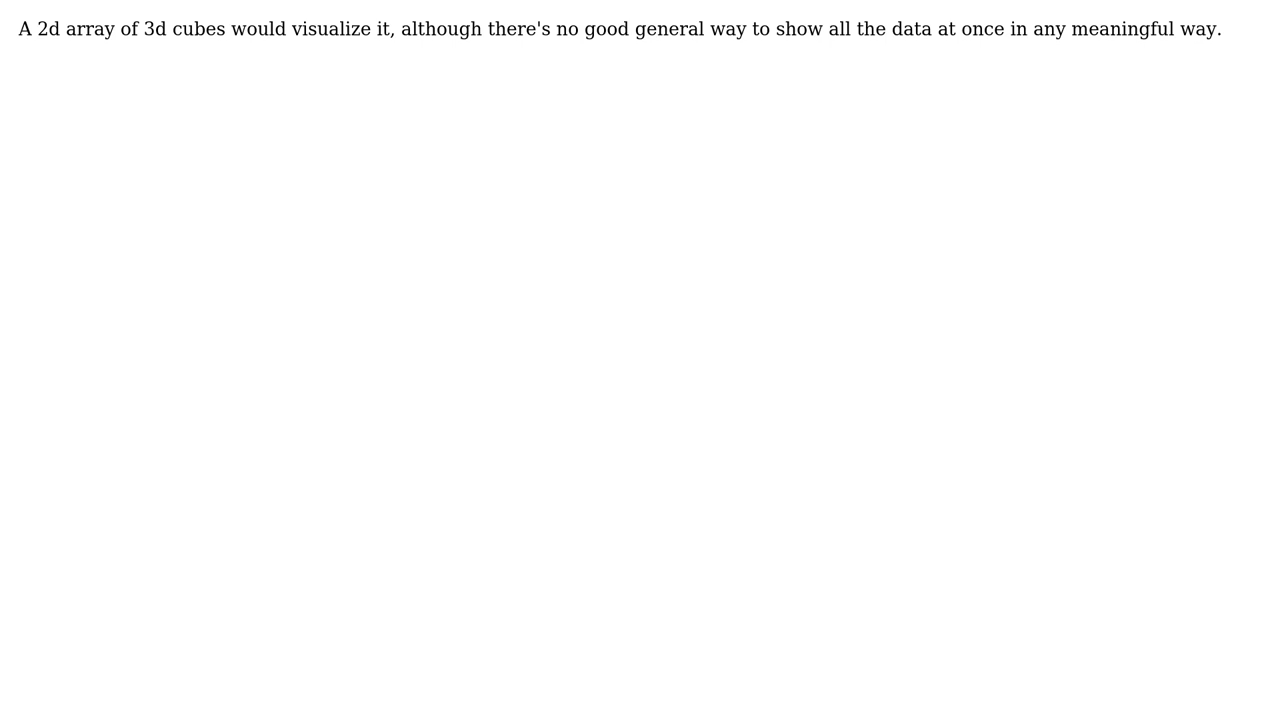 A 2d array of 3d cubes would visualize it, although there's no good general way to show all the data at once in any meaningful way.